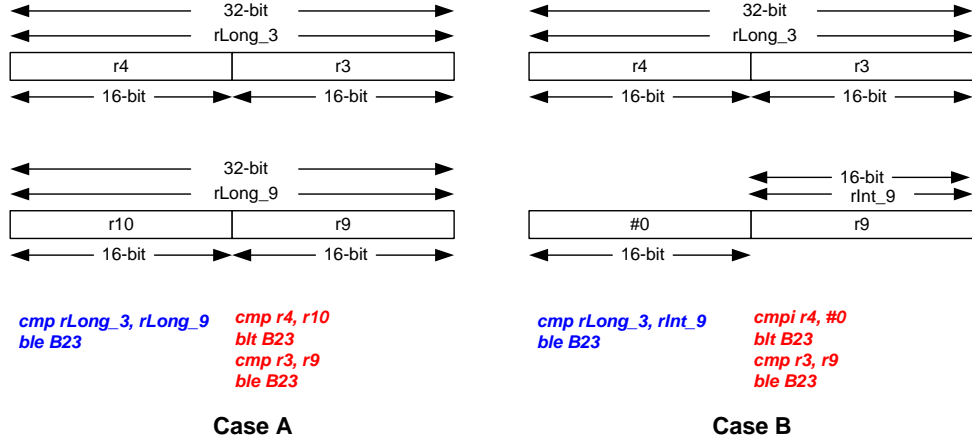 32-bit
rLong_3
r4 r3
16-bit 16-bit
32-bit
rLong_9
r10 r9
16-bit 16-bit
cmp rLong_3, rLong_9
ble B23
cmp r4, r10
blt B23
cmp r3, r9
ble B23
Case A
32-bit
rLong_3
r4 r3
16-bit 16-bit
16-bit
rInt_9
#0 r9
16-bit
cmp rLong_3, rInt_9
ble B23
cmpi r4, #0
blt B23
cmp r3, r9
ble B23
Case B